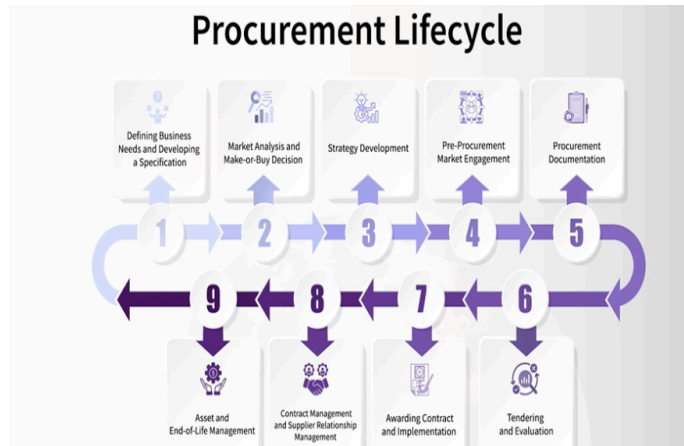 Procurement Lifecycle
Defining Business
Needs and Developing
a Specification
Market Analysis and
Make-or-Buy Decision
Strategy Development
Pre-Procurement
Market Engagement
Procurement
Documentation
1
2
3
4
5
9
8
7
6
Asset and
End-of-Life Management
Contract Management
and Supplier Relationship
Management
Awarding Contract
and Implementation
Tendering
and Evaluation